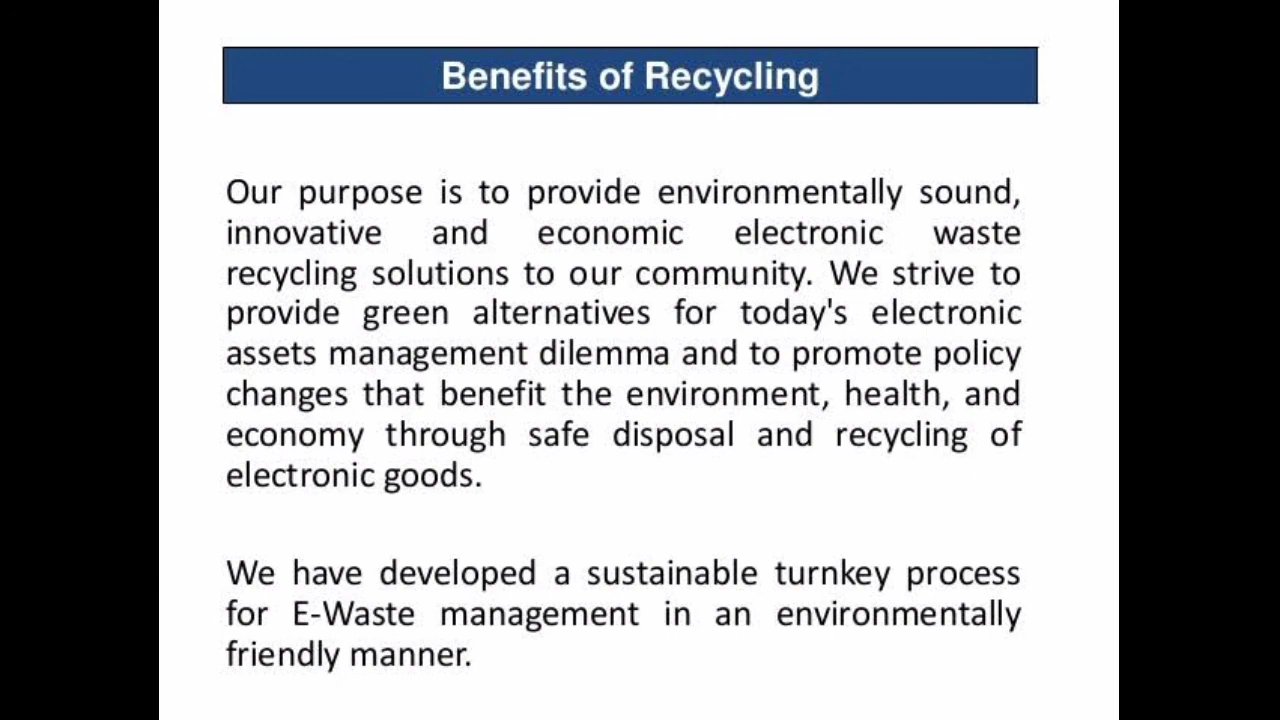 Benefits of Recycling
Our purpose is to provide environmentally sound,
innovative and economic electronic waste
recycling solutions to our community. We strive to
provide green alternatives for today's electronic
assets management dilemma and to promote policy
changes that benefit the environment, health, and
economy through safe disposal and recycling of
electronic goods.
We have developed a sustainable turnkey process
for E-Waste management in an environmentally
friendly manner.